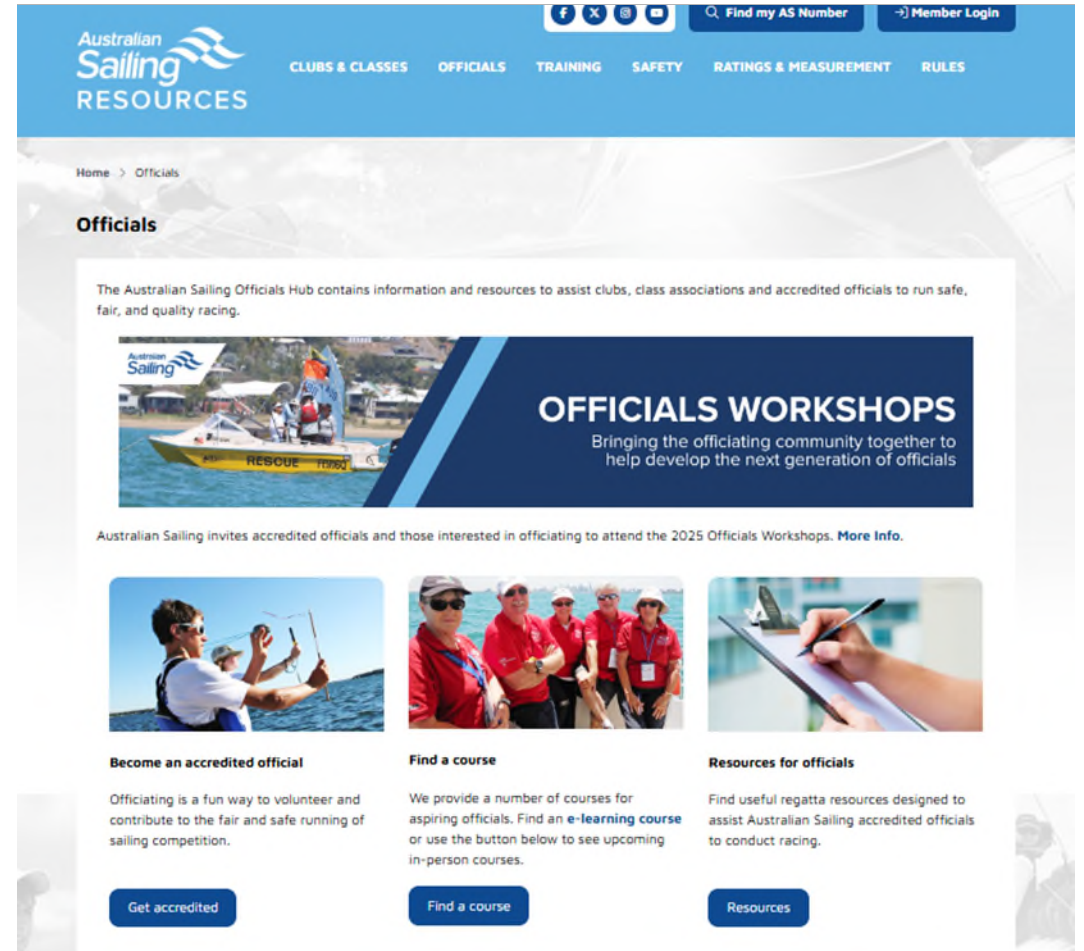 Find my AS Number
Member Login
Australian
Sailing
RESOURCES
CLUBS & CLASSES
OFFICIALS
TRAINING
SAFETY
RATINGS & MEASUREMENT
RULES
Home > Officials
Officials
The Australian Sailing Officials Hub contains information and resources to assist clubs, class associations and accredited officials to run safe,
fair, and quality racing.
Australian
Sailing
RESCUE
OFFICIALS WORKSHOPS
Bringing the officiating community together to
help develop the next generation of officials
Australian Sailing invites accredited officials and those interested in officiating to attend the 2025 Officials Workshops. More Info.
Become an accredited official
Officiating is a fun way to volunteer and
contribute to the fair and safe running of
sailing competition.
Get accredited
Find a course
We provide a number of courses for
aspiring officials. Find an e-learning course
or use the button below to see upcoming
in-person courses.
Find a course
Resources for officials
Find useful regatta resources designed to
assist Australian Sailing accredited officials
to conduct racing.
Resources